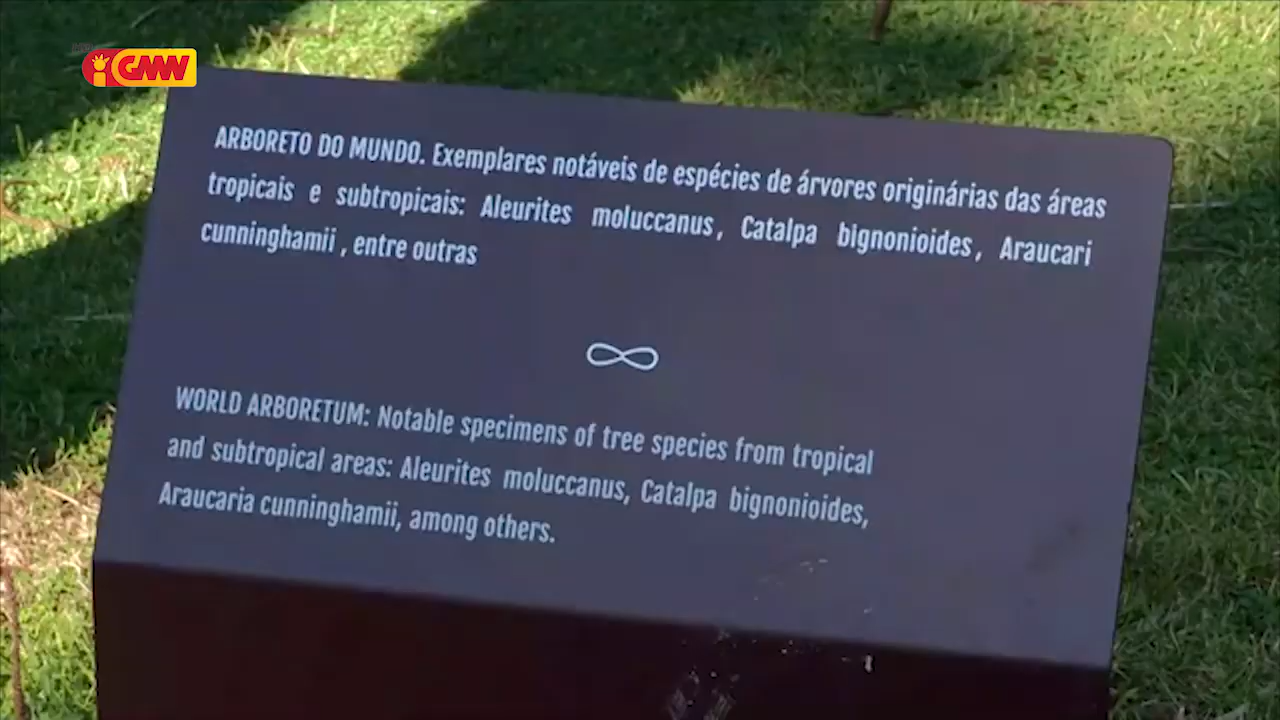 iGMW
ARBORETO DO MUNDO. Exemplares notáveis de espécies de árvores originárias das áreas
tropicais e subtropicais: Aleurites moluccanus, Catalpa bignonioides, Araucari
cunninghamii , entre outras
WORLD ARBORETUM: Notable specimens of tree species from tropical
and subtropical areas: Aleurites moluccanus, Catalpa bignonioides,
Araucaria cunninghamii, among others.